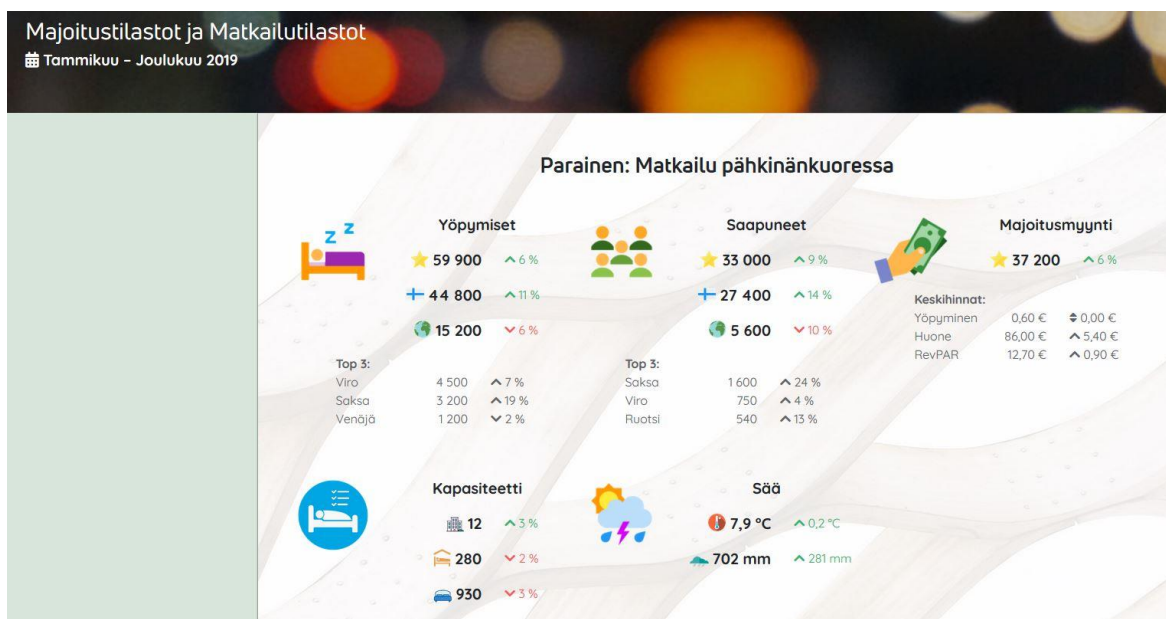 Majoitustilastot ja Matkailutilastot
Tammikuu – Joulukuu 2019
Parainen: Matkailu pähkinänkuoressa
Yöpymiset
59 900 6 %
44 800 11 %
15 200 6 %
Top 3:
Viro 4 500 7 %
Saksa 3 200 19 %
Venäjä 1 200 2 %
Saapuneet
33 000 9 %
27 400 14 %
5 600 10 %
Top 3:
Saksa 1 600 24 %
Viro 750 4 %
Ruotsi 540 13 %
Majoitusmyynti
37 200 6 %
Keskihinnat:
Yöpyminen 0,60 € 0,00 €
Huone 86,00 € 5,40 €
RevPAR 12,70 € 0,90 €
Kapasiteetti
12 3 %
280 2 %
930 3 %
Sää
7,9 °C 0,2 °C
702 mm 281 mm